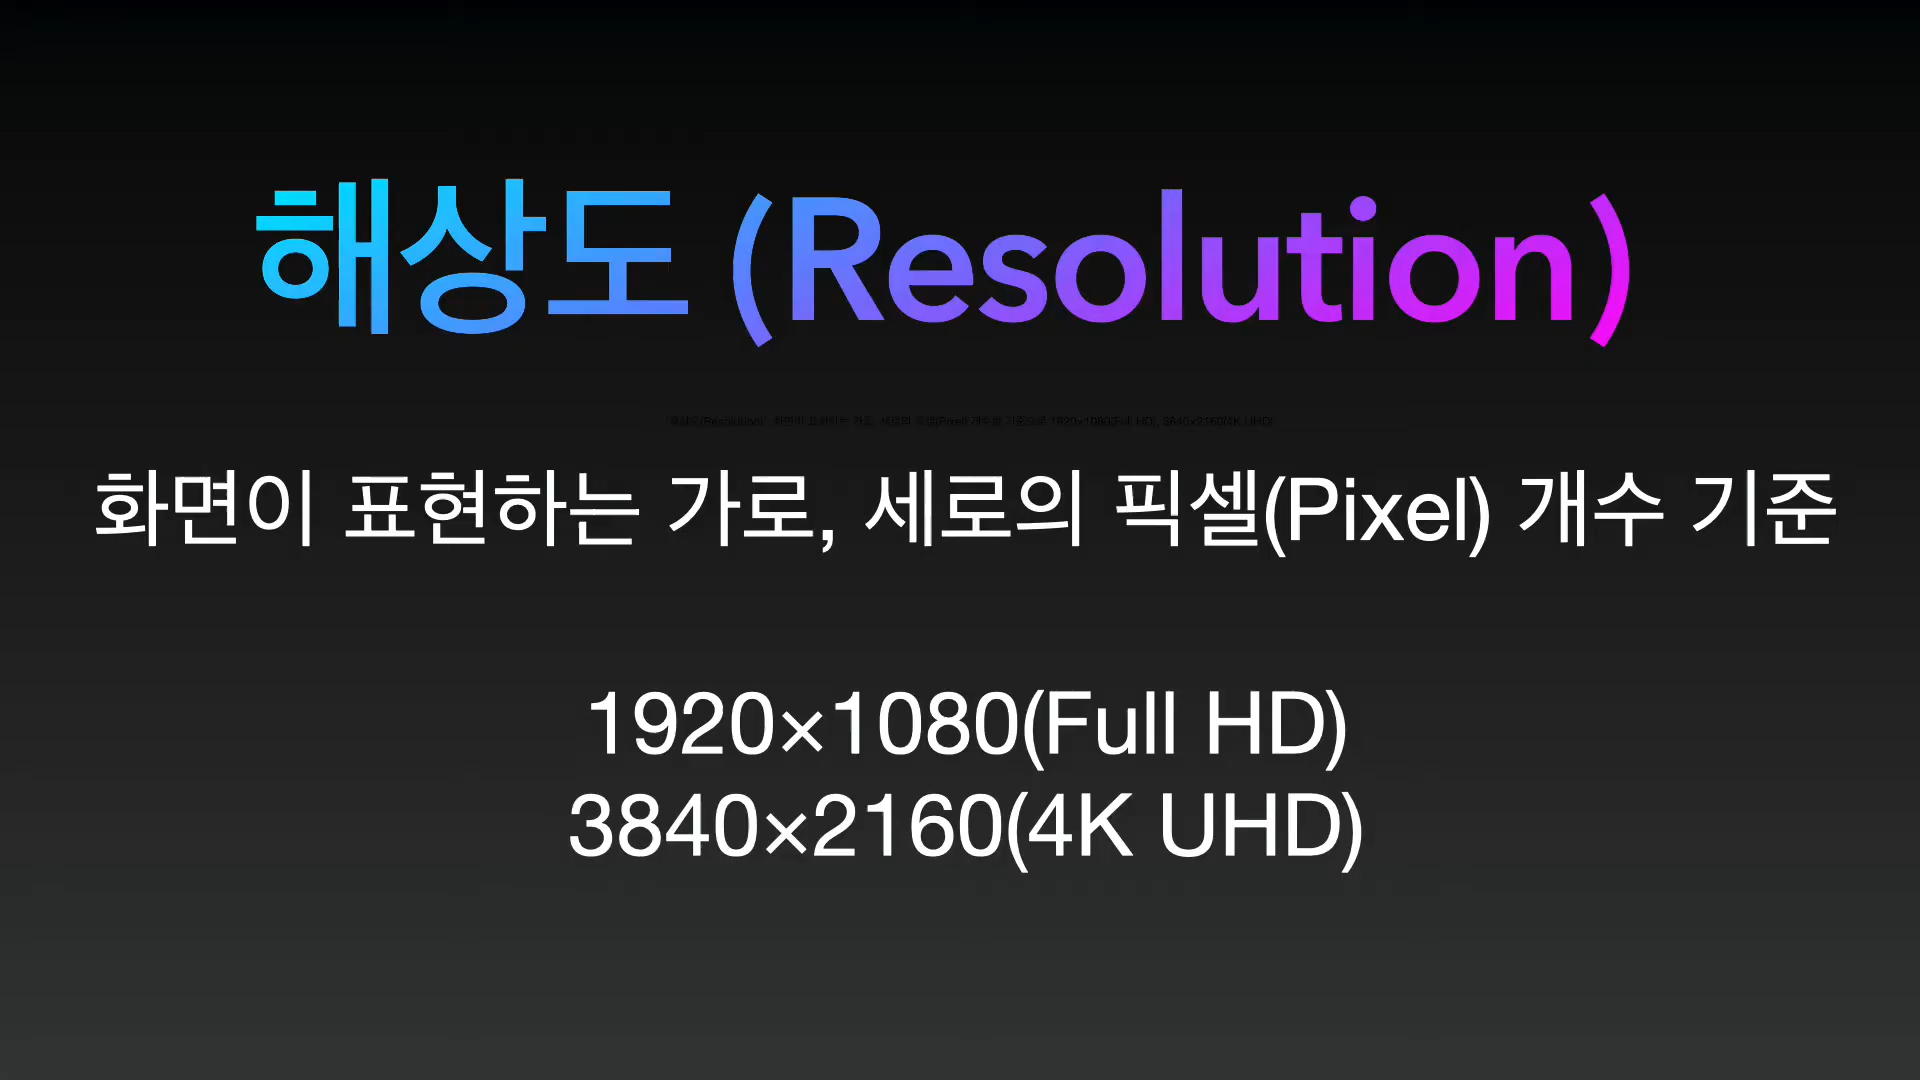 해상도 (Resolution)
화면이 표현하는 가로, 세로의 픽셀(Pixel) 개수 기준
1920×1080(Full HD)
3840×2160(4K UHD)